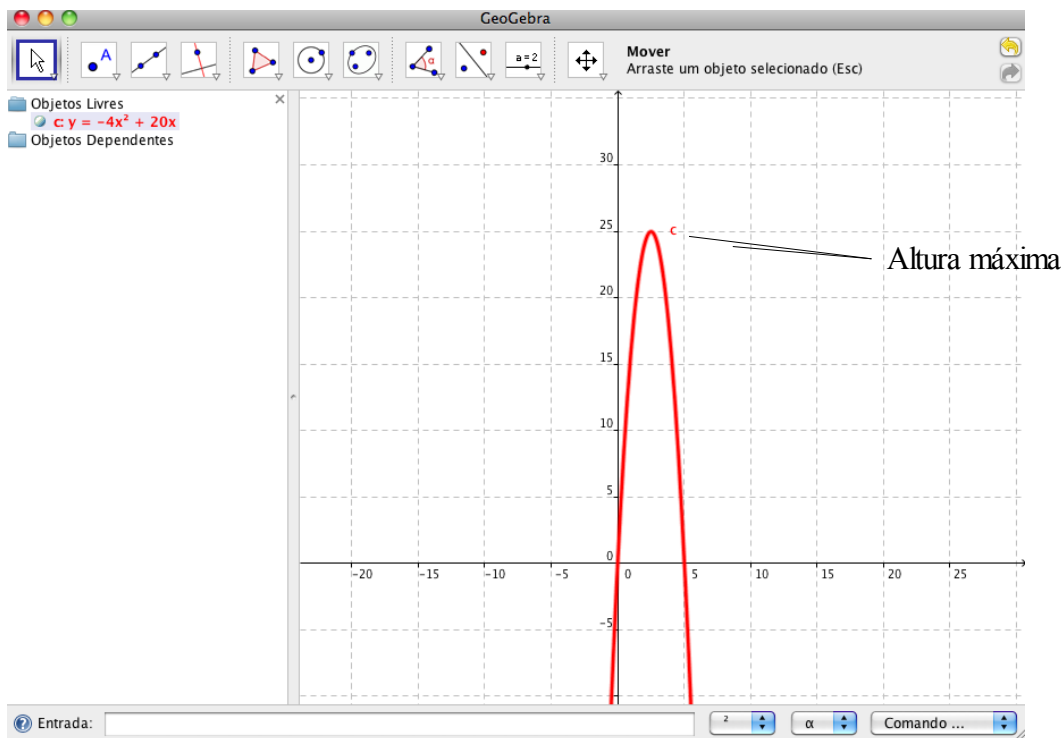 GeoGebra
A
α
a = 2
Mover
Arraste um objeto selecionado (Esc)
Objetos Livres
c: y = −4x² + 20x
Objetos Dependentes
30
25
c
Altura máxima
20
15
10
5
0
−20 −15 −10 −5 0 5 10 15 20 25
−5
Entrada:
² α Comando ...